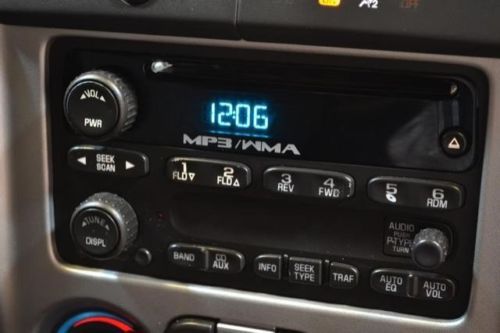 VOL
PWR
12:06
MP3/WMA
SEEK
SCAN
1
FLD
2
FLD
3
REV
4
FWD
5
6
RDM
TUNE
DISPL
AUDIO
PUSH
P-TYPE
TURN
BAND
CD
AUX
INFO
SEEK
TYPE
TRAF
AUTO
EQ
AUTO
VOL
OFF